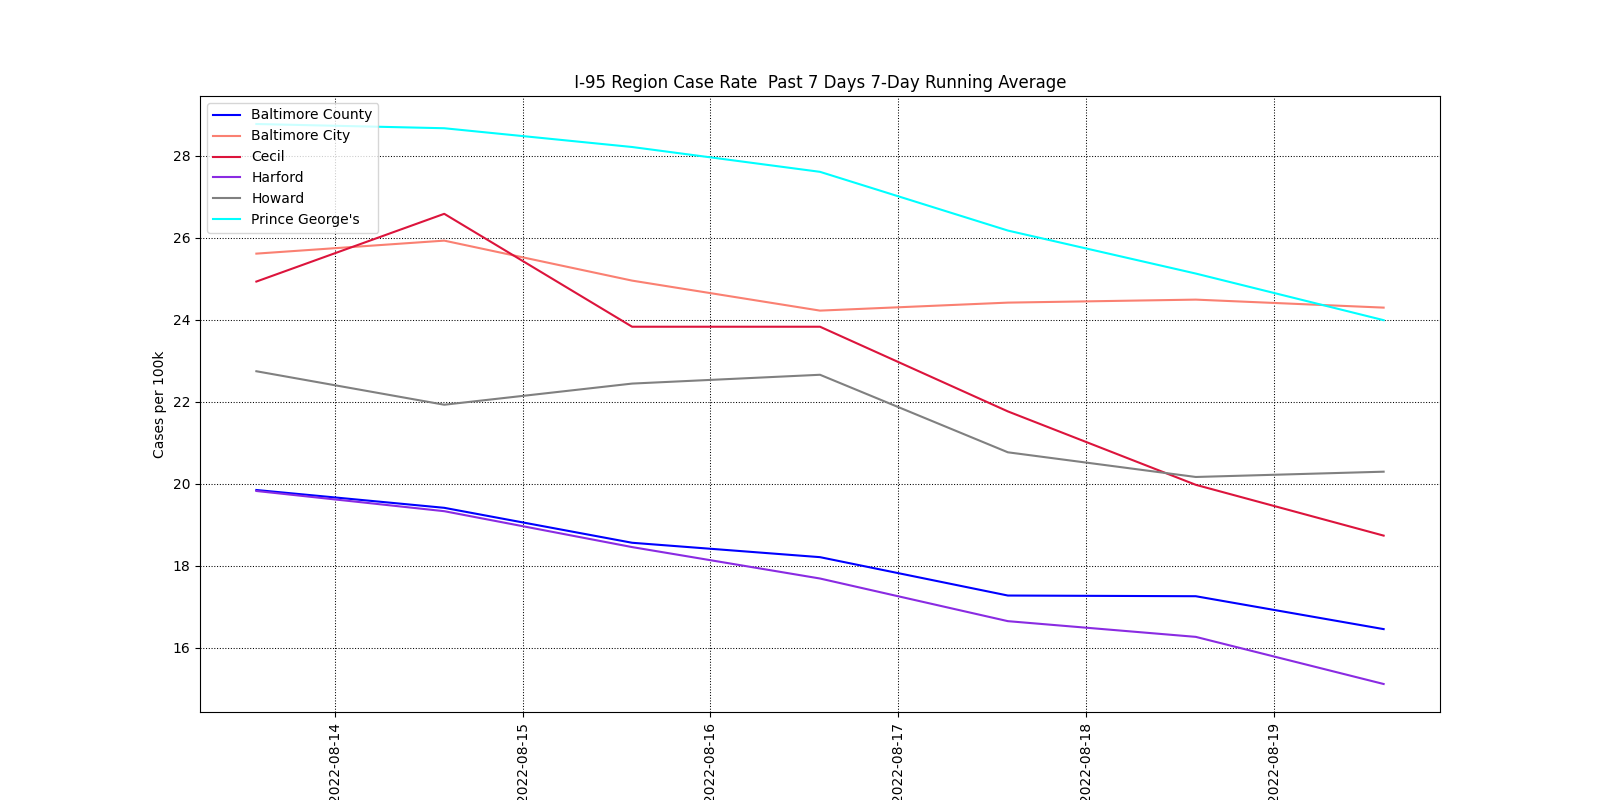 I-95 Region Case Rate  Past 7 Days 7-Day Running Average
Baltimore County
Baltimore City
Cecil
Harford
Howard
Prince George's
Cases per 100k
28
26
24
22
20
18
16
2022-08-14
2022-08-15
2022-08-16
2022-08-17
2022-08-18
2022-08-19